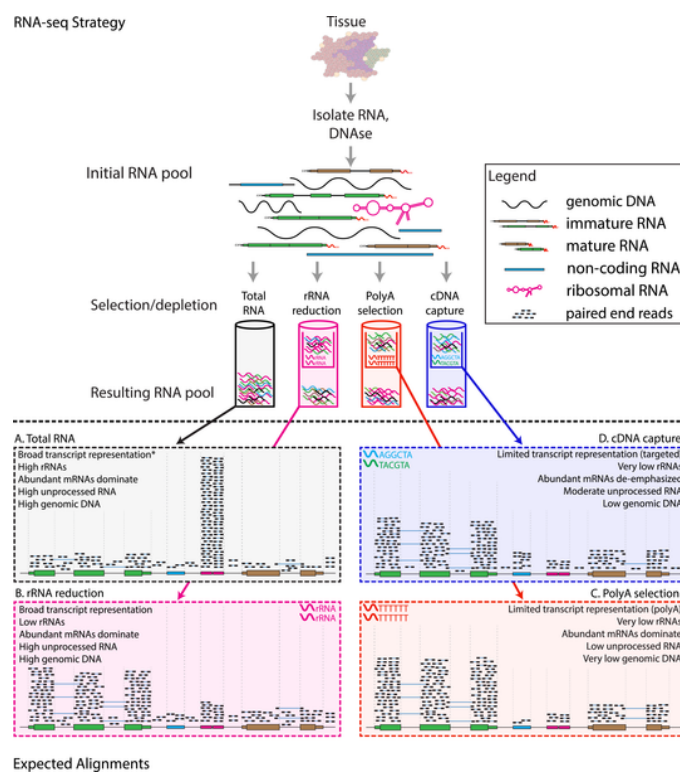 RNA-seq Strategy
Tissue
Isolate RNA,
DNAse
Initial RNA pool
Legend
genomic DNA
immature RNA
mature RNA
non-coding RNA
ribosomal RNA
paired end reads
Selection/depletion
Total
RNA
rRNA
reduction
PolyA
selection
cDNA
capture
rRNA
rRNA
TTTTTT
TTTTTT
AGGCTA
TACGTA
Resulting RNA pool
A. Total RNA
Broad transcript representation*
High rRNAs
Abundant mRNAs dominate
High unprocessed RNA
High genomic DNA
D. cDNA capture
AGGCTA
TACGTA
Limited transcript representation (targeted)
Very low rRNAs
Abundant mRNAs de-emphasized
Moderate unprocessed RNA
Low genomic DNA
B. rRNA reduction
Broad transcript representation
Low rRNAs
Abundant mRNAs dominate
High unprocessed RNA
High genomic DNA
rRNA
rRNA
C. PolyA selection
TTTTTT
TTTTTT
Limited transcript representation (polyA)
Very low rRNAs
Abundant mRNAs dominate
Low unprocessed RNA
Very low genomic DNA
Expected Alignments